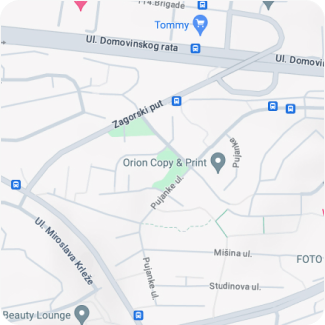 114.Brigade
Tommy
Ul. Domovinskog rata
Ul. Domovins
Zagorski put
Orion Copy & Print
Pujanke
Pujanke ul.
Ul. Miroslava Krleže
Mišina ul.
Pujanke ul.
FOTO
Studinova ul.
Beauty Lounge